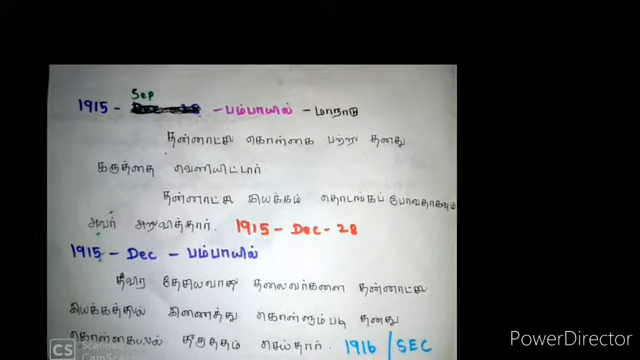 Sep
1915 - - பம்பாயில் - மாநாடு
தன்னாட்சி கொள்கை பற்றி தனது
கருத்தை வெளியிட்டார்.
தன்னாட்சி இயக்கம் தொடங்கப் போவதாகவும்
அவர் அறிவித்தார். 1915 - Dec - 28
1915 - Dec - பம்பாயில்
தீவிர தேசியவாதி தலைவர்களை தன்னாட்சி
இயக்கத்தில் இணைத்து கொள்ளும்படி தனது
கொள்கையில் திருத்தம் செய்தார். 1916 / SEC
CS
PowerDirector